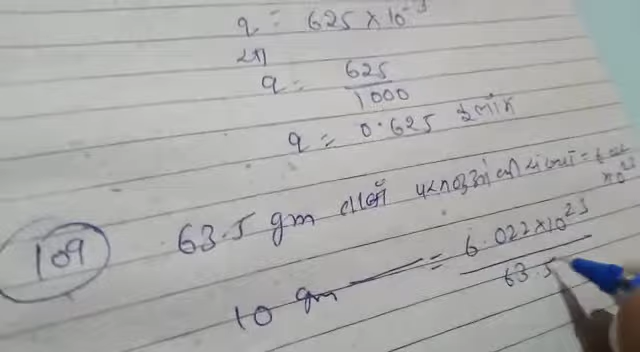 q = 625 × 10⁻³
q = 625 / 1000
q = 0.625 કુલોંમ
109
63.5 gm તાંબાં પરમાણુઓની સંખ્યા = 6.022 × 10²³
10 gm = 6.022 × 10²³ / 63.5